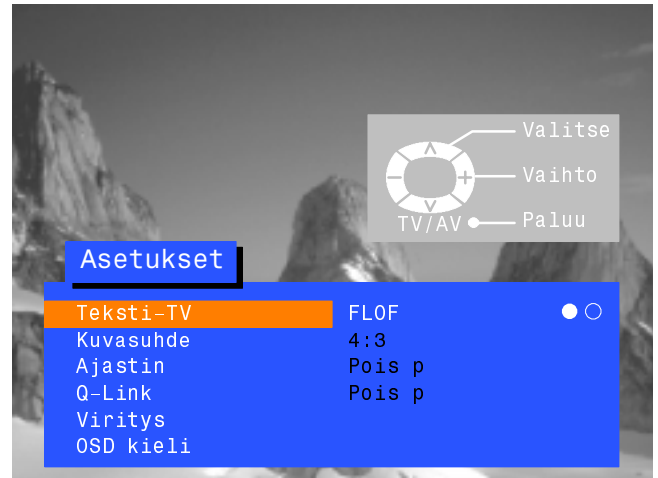 Valitse
Vaihto
TV/AV Paluu
Asetukset
Teksti-TV FLOF
Kuvasuhde 4:3
Ajastin Pois p
Q-Link Pois p
Viritys
OSD kieli